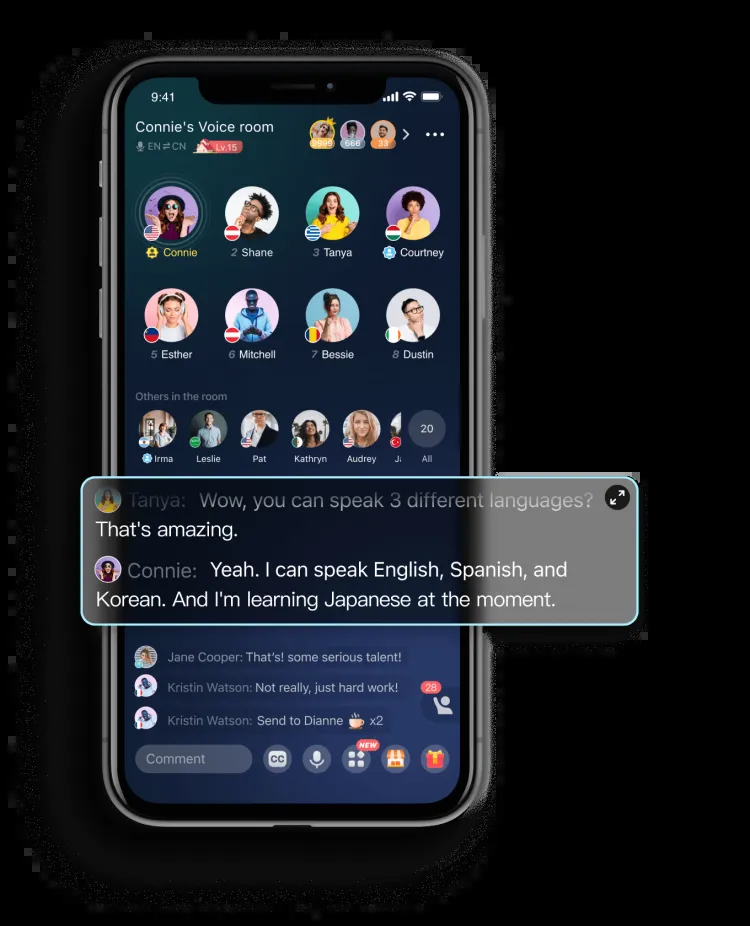 9:41
Connie's Voice room
EN⇌CN Lv.15
9999 666 33
Connie 2 Shane 3 Tanya Courtney
5 Esther 6 Mitchell 7 Bessie 8 Dustin
Others in the room
20
Irma Leslie Pat Kathryn Audrey All
Tanya: Wow, you can speak 3 different languages?
That's amazing.
Connie: Yeah. I can speak English, Spanish, and
Korean. And I'm learning Japanese at the moment.
Jane Cooper: That's! some serious talent!
Kristin Watson: Not really, just hard work!
28
Kristin Watson: Send to Dianne x2
NEW
Comment CC